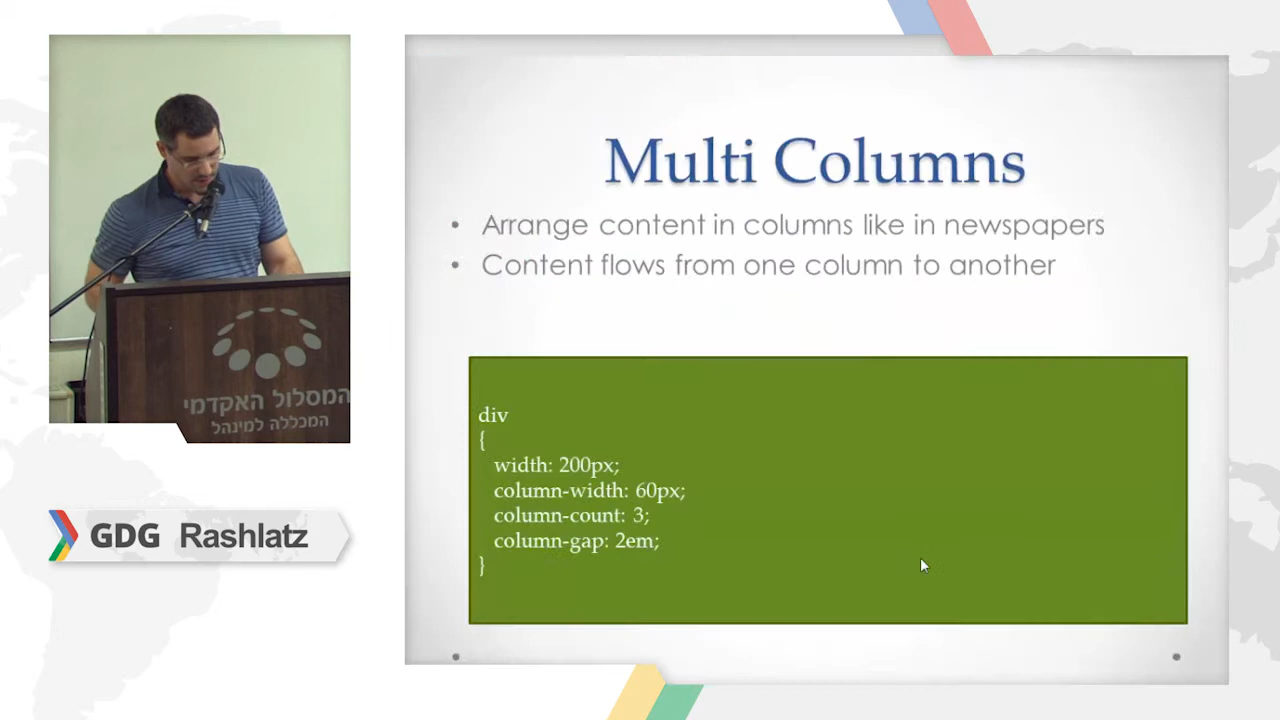 Multi Columns
• Arrange content in columns like in newspapers
• Content flows from one column to another
div
{
width: 200px;
column-width: 60px;
column-count: 3;
column-gap: 2em;
}
המסלול האקדמי
המכללה למינהל
GDG Rashlatz